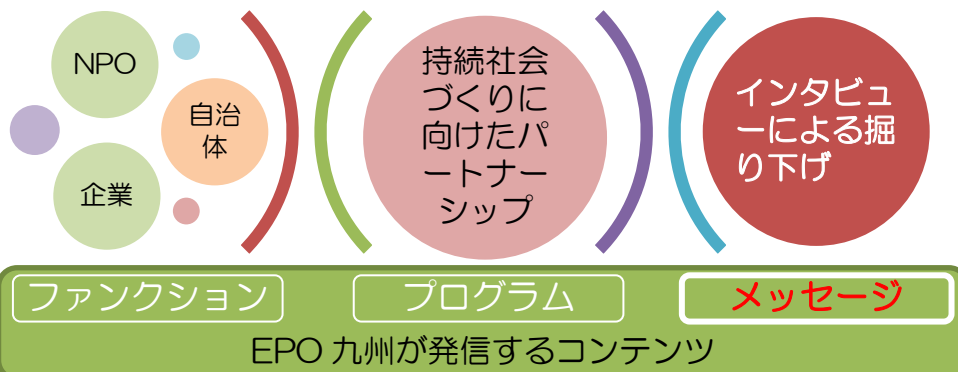 NPO
自治
体
企業
持続社会
づくりに
向けたパ
ートナー
シップ
インタビュ
ーによる掘
り下げ
ファンクション
プログラム
メッセージ
EPO 九州が発信するコンテンツ